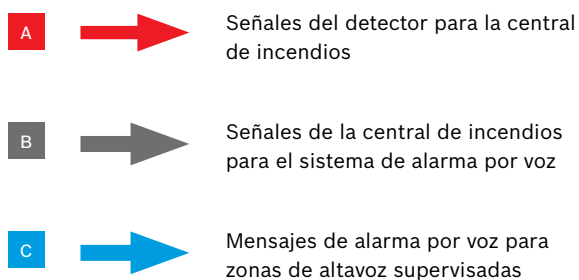 A
Señales del detector para la central
de incendios
B
Señales de la central de incendios
para el sistema de alarma por voz
C
Mensajes de alarma por voz para
zonas de altavoz supervisadas